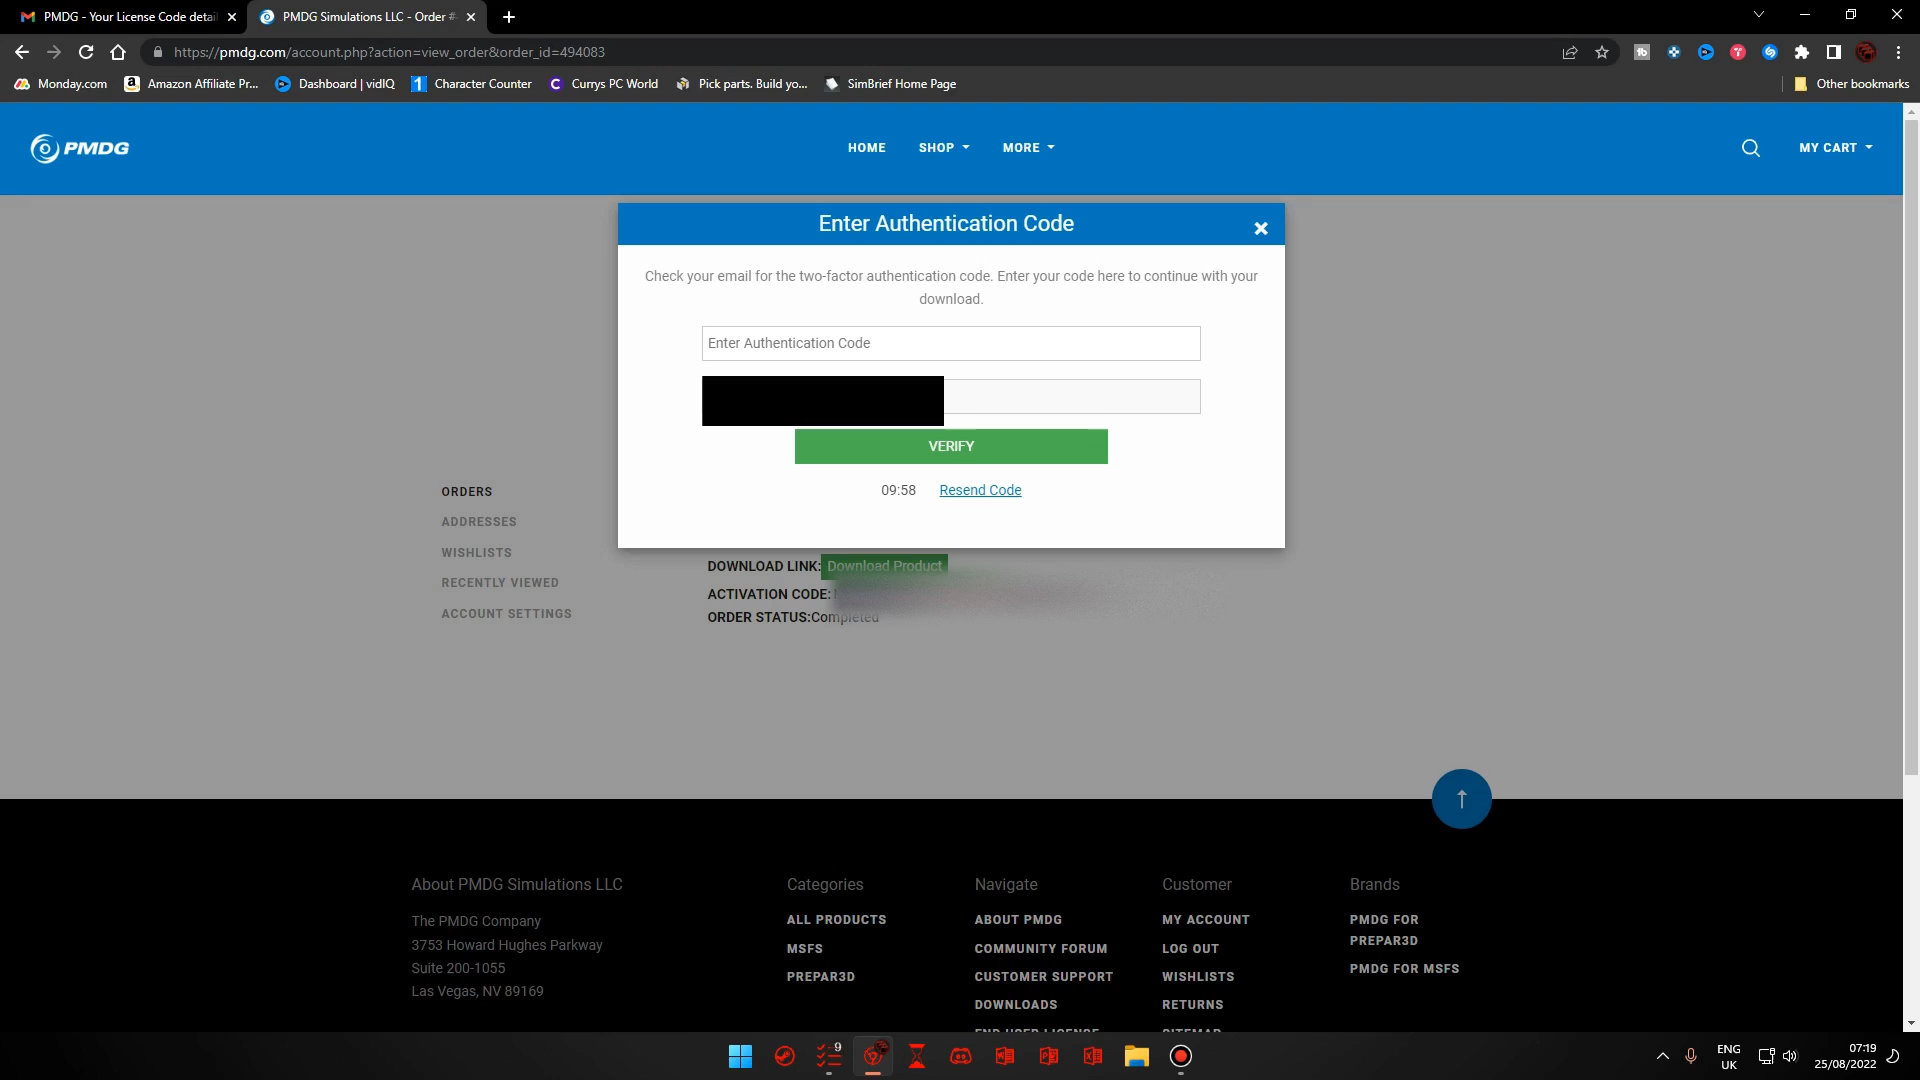 PMDG - Your License Code detai
PMDG Simulations LLC - Order #
https://pmdg.com/account.php?action=view_order&order_id=494083
Monday.com
Amazon Affiliate Pr...
Dashboard | vidIQ
Character Counter
Currys PC World
Pick parts. Build yo...
SimBrief Home Page
Other bookmarks
PMDG
HOME
SHOP
MORE
MY CART
Enter Authentication Code
Check your email for the two-factor authentication code. Enter your code here to continue with your
download.
Enter Authentication Code
VERIFY
09:58
Resend Code
ORDERS
ADDRESSES
WISHLISTS
RECENTLY VIEWED
ACCOUNT SETTINGS
DOWNLOAD LINK: Download Product
ACTIVATION CODE:
ORDER STATUS:Completed
About PMDG Simulations LLC
The PMDG Company
3753 Howard Hughes Parkway
Suite 200-1055
Las Vegas, NV 89169
Categories
ALL PRODUCTS
MSFS
PREPAR3D
Navigate
ABOUT PMDG
COMMUNITY FORUM
CUSTOMER SUPPORT
DOWNLOADS
END USER LICENSE
Customer
MY ACCOUNT
LOG OUT
WISHLISTS
RETURNS
SITEMAP
Brands
PMDG FOR
PREPAR3D
PMDG FOR MSFS
9
ENG
UK
07:19
25/08/2022